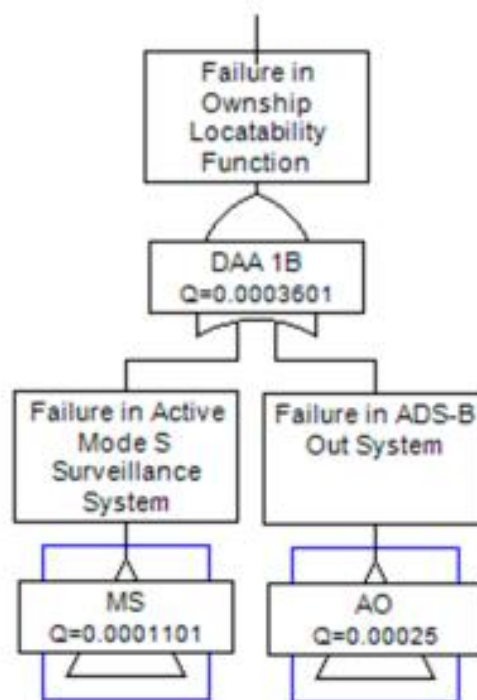 Failure in
Ownship
Locatability
Function
DAA 1B
Q=0.0003601
Failure in Active
Mode S
Surveillance
System
Failure in ADS-B
Out System
MS
Q=0.0001101
AO
Q=0.00025